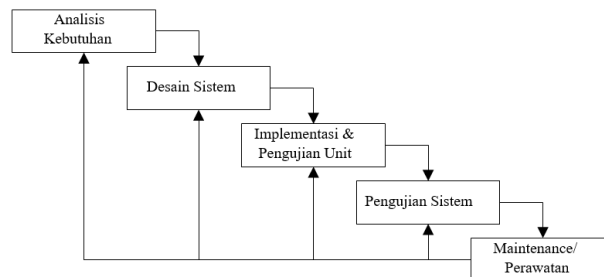 Analisis
Kebutuhan
Desain Sistem
Implementasi &
Pengujian Unit
Pengujian Sistem
Maintenance/
Perawatan